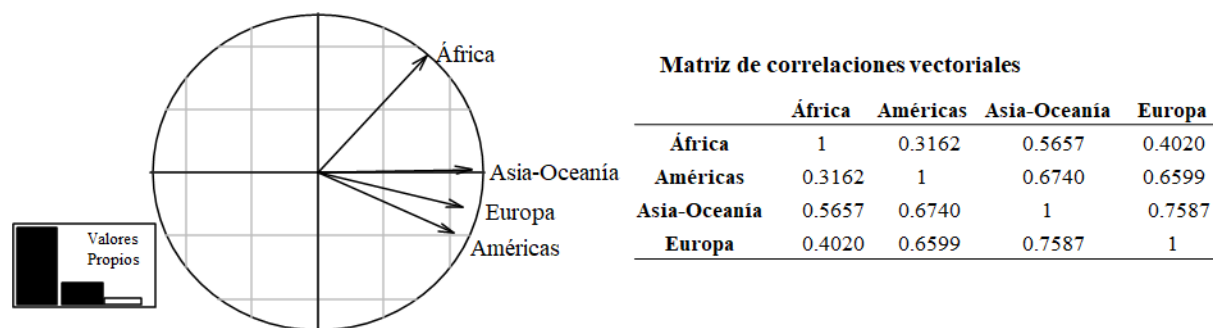 África
Asia-Oceanía
Europa
Américas
Valores
Propios
Matriz de correlaciones vectoriales
África Américas Asia-Oceanía Europa
África 1 0.3162 0.5657 0.4020
Américas 0.3162 1 0.6740 0.6599
Asia-Oceanía 0.5657 0.6740 1 0.7587
Europa 0.4020 0.6599 0.7587 1